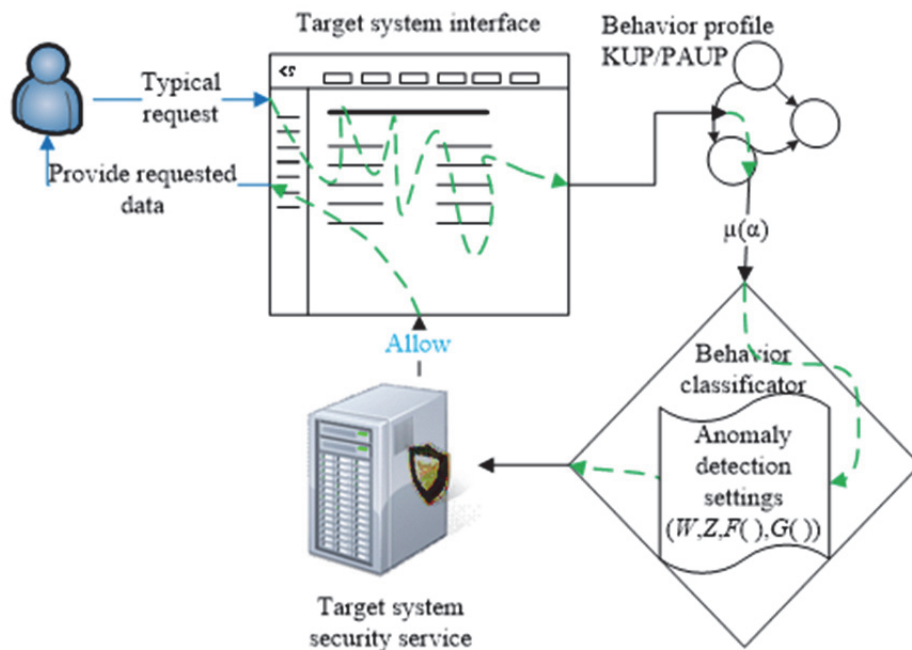 Target system interface
Behavior profile
KUP/PAUP
Typical
request
Provide requested
data
μ(α)
Allow
Behavior
classificator
Anomaly
detection
settings
(W,Z,F( ),G( ))
Target system
security service